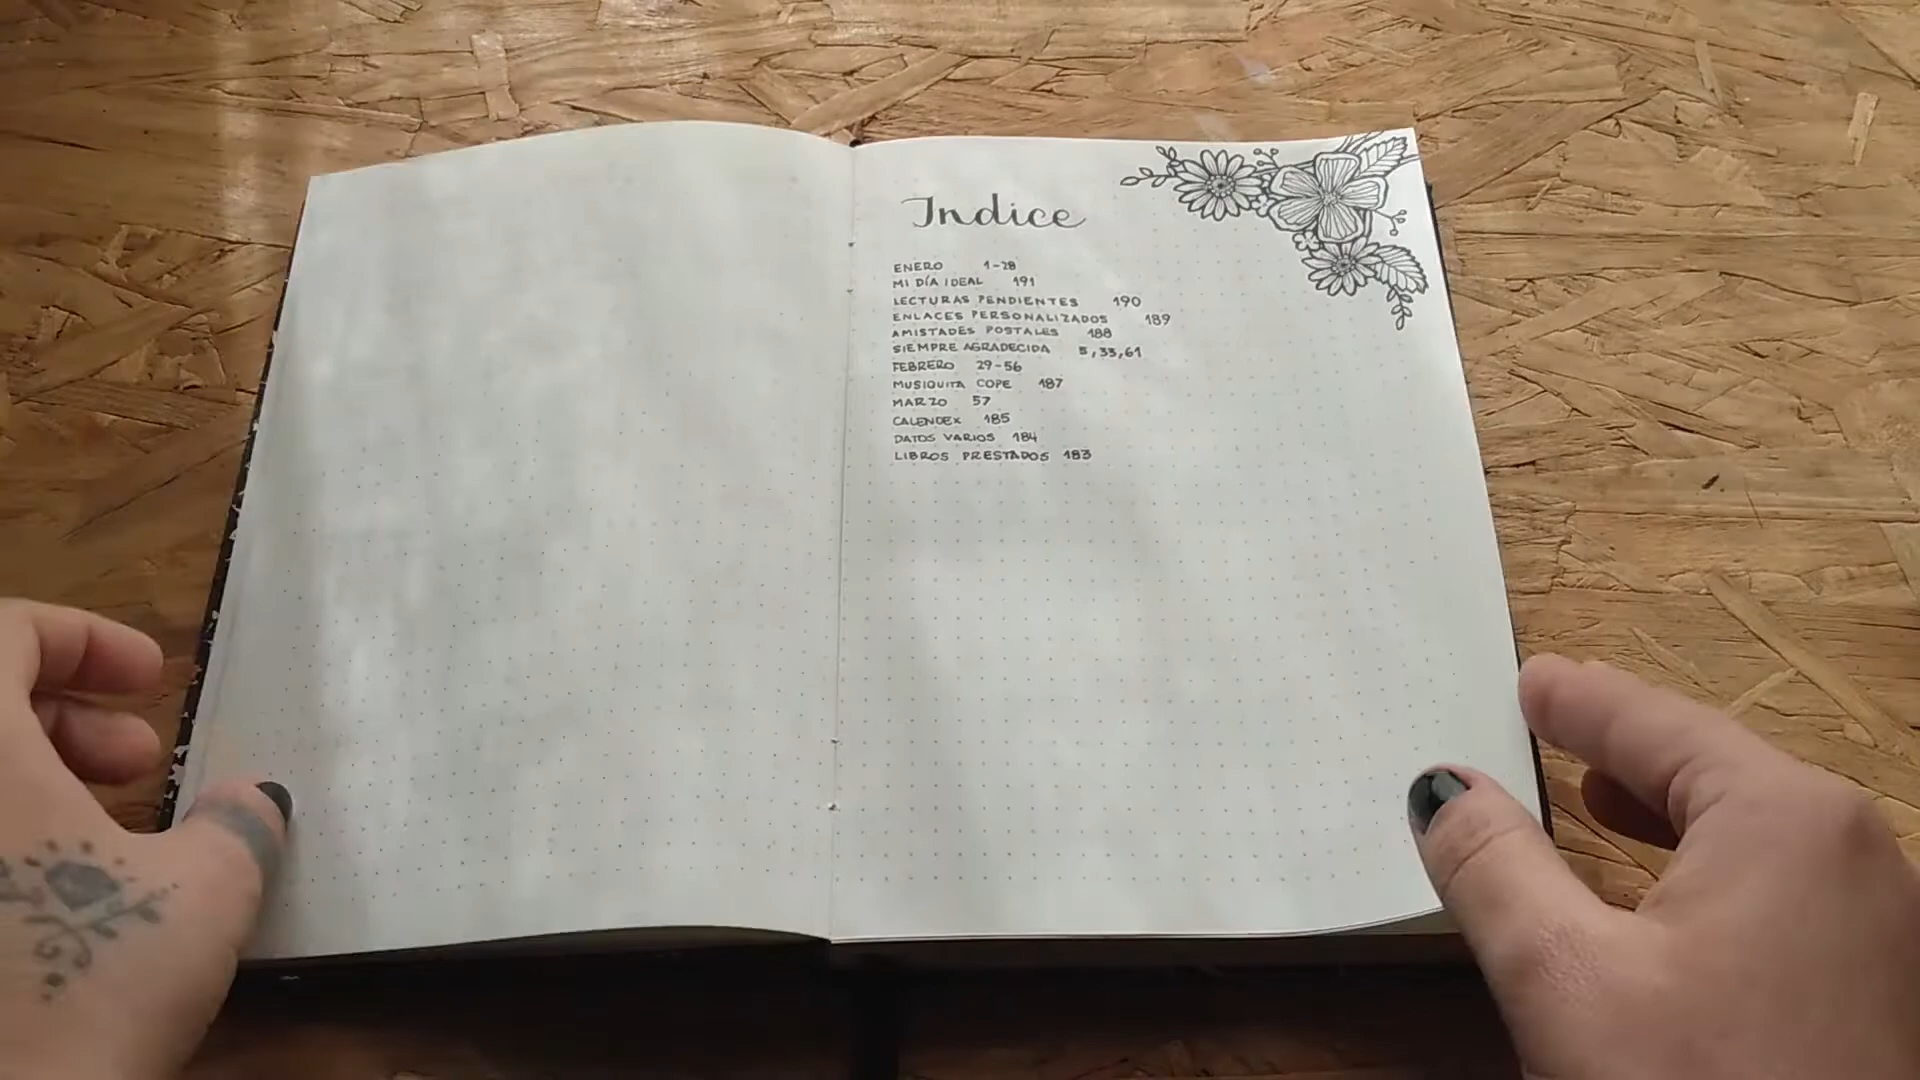 Indice
ENERO 1-28
MI DÍA IDEAL 191
LECTURAS PENDIENTES 190
ENLACES PERSONALIZADOS 189
AMISTADES POSTALES 188
SIEMPRE AGRADECIDA 5,33,61
FEBRERO 29-56
MUSIQUITA COPE 187
MARZO 57
CALENDEX 185
DATOS VARIOS 184
LIBROS PRESTADOS 183